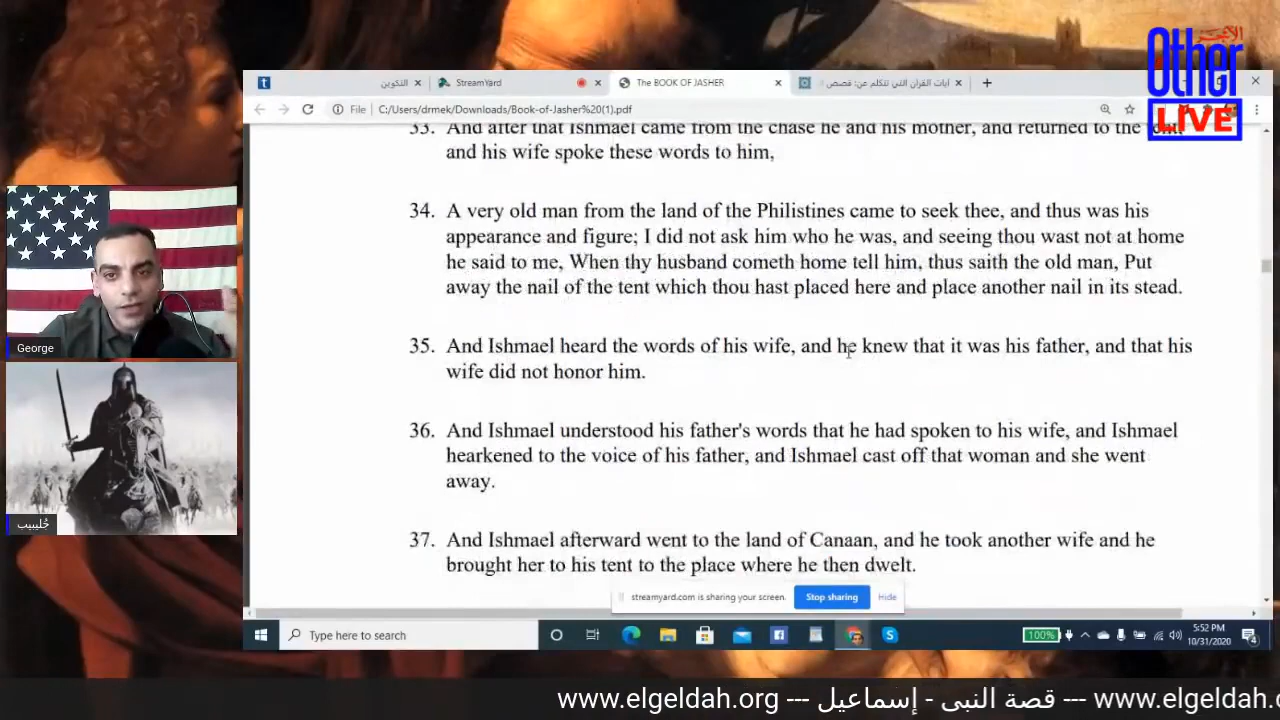 الآخر
Other
LIVE
التكوين
StreamYard
The BOOK OF JASHER
آيات القرآن التي تتكلم عن: قصص
File C:/Users/drmek/Downloads/Book-of-Jasher%20(1).pdf
33. And after that Ishmael came from the chase he and his mother, and returned to the tent,
and his wife spoke these words to him,
34. A very old man from the land of the Philistines came to seek thee, and thus was his
appearance and figure; I did not ask him who he was, and seeing thou wast not at home
he said to me, When thy husband cometh home tell him, thus saith the old man, Put
away the nail of the tent which thou hast placed here and place another nail in its stead.
35. And Ishmael heard the words of his wife, and he knew that it was his father, and that his
wife did not honor him.
36. And Ishmael understood his father's words that he had spoken to his wife, and Ishmael
hearkened to the voice of his father, and Ishmael cast off that woman and she went
away.
37. And Ishmael afterward went to the land of Canaan, and he took another wife and he
brought her to his tent to the place where he then dwelt.
George
streamyard.com is sharing your screen.
Stop sharing
Hide
Type here to search
100%
5:52 PM
10/31/2020
www.elgeldah.org --- قصة النبى - إسماعيل --- www.elgeldah.o